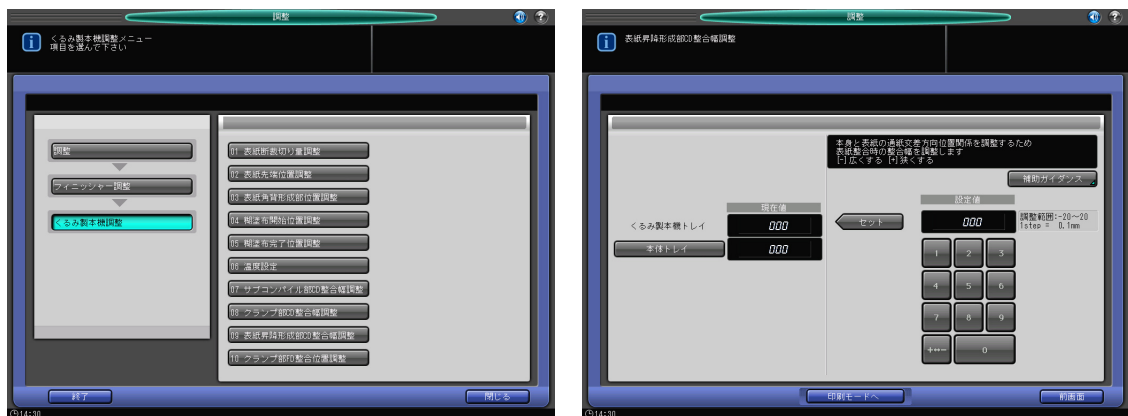 調整
くるみ製本機調整メニュー
項目を選んで下さい
調整
フィニッシャー調整
くるみ製本機調整
01 表紙断裁切り量調整
02 表紙先端位置調整
03 表紙角背形成部位置調整
04 糊塗布開始位置調整
05 糊塗布完了位置調整
06 温度設定
07 サブコンパイル部CD整合幅調整
08 クランプ部CD整合幅調整
09 表紙昇降形成部CD整合幅調整
10 クランプ部FD整合位置調整
終了
閉じる
14:30
調整
表紙昇降形成部CD整合幅調整
本身と表紙の通紙交差方向位置関係を調整するため
表紙整合時の整合幅を調整します
[-]広くする [+]狭くする
補助ガイダンス
現在値
設定値
くるみ製本機トレイ
000
セット
000
調整範囲:-20～20
1step = 0.1mm
本体トレイ
000
1
2
3
4
5
6
7
8
9
+↔-
0
印刷モードへ
前画面
14:30